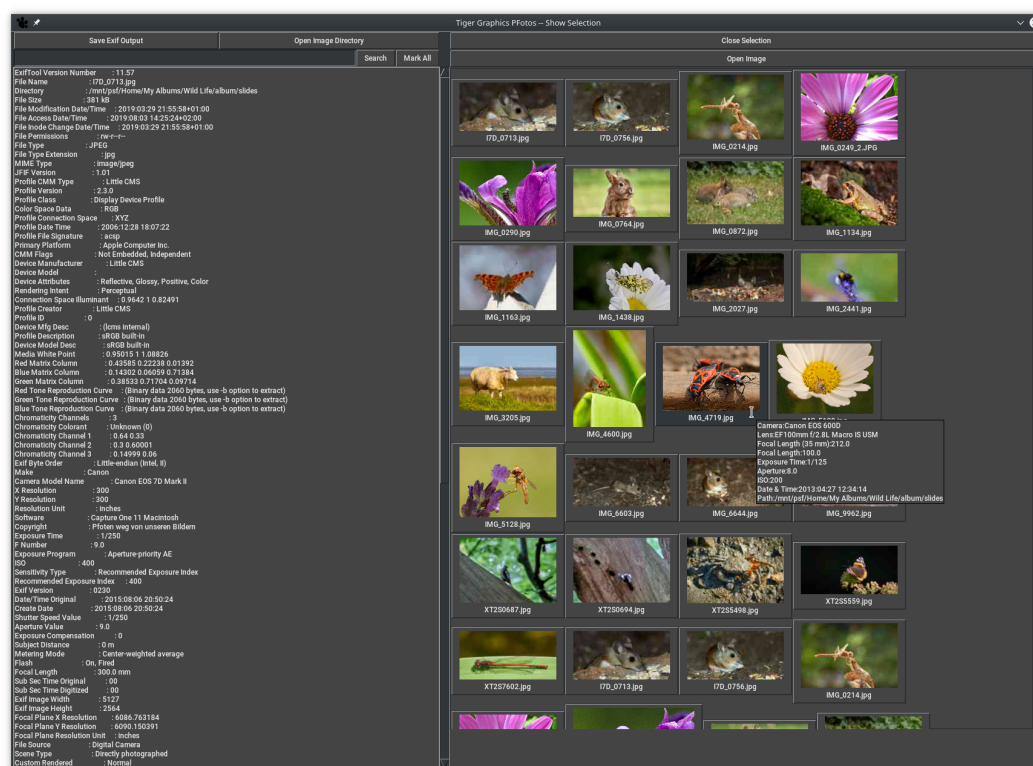 Tiger Graphics PFotos -- Show Selection
Save Exif Output
Open Image Directory
Close Selection
Search
Mark All
Open Image
ExifTool Version Number : 11.57
File Name : I7D_0713.jpg
Directory : /mnt/psf/Home/My Albums/Wild Life/album/slides
File Size : 381 kB
File Modification Date/Time : 2019:03:29 21:55:58+01:00
File Access Date/Time : 2019:08:03 14:25:24+02:00
File Inode Change Date/Time : 2019:03:29 21:55:58+01:00
File Permissions : rw-r--r--
File Type : JPEG
File Type Extension : jpg
MIME Type : image/jpeg
JFIF Version : 1.01
Profile CMM Type : Little CMS
Profile Version : 2.3.0
Profile Class : Display Device Profile
Color Space Data : RGB
Profile Connection Space : XYZ
Profile Date Time : 2006:12:28 18:07:22
Profile File Signature : acsp
Primary Platform : Apple Computer Inc.
CMM Flags : Not Embedded, Independent
Device Manufacturer : Little CMS
Device Model :
Device Attributes : Reflective, Glossy, Positive, Color
Rendering Intent : Perceptual
Connection Space Illuminant : 0.9642 1 0.82491
Profile Creator : Little CMS
Profile ID : 0
Device Mfg Desc : (lcms internal)
Profile Description : sRGB built-in
Device Model Desc : sRGB built-in
Media White Point : 0.95015 1 1.08826
Red Matrix Column : 0.43585 0.22238 0.01392
Blue Matrix Column : 0.14302 0.06059 0.71384
Green Matrix Column : 0.38533 0.71704 0.09714
Red Tone Reproduction Curve : (Binary data 2060 bytes, use -b option to extract)
Green Tone Reproduction Curve : (Binary data 2060 bytes, use -b option to extract)
Blue Tone Reproduction Curve : (Binary data 2060 bytes, use -b option to extract)
Chromaticity Channels : 3
Chromaticity Colorant : Unknown (0)
Chromaticity Channel 1 : 0.64 0.33
Chromaticity Channel 2 : 0.3 0.60001
Chromaticity Channel 3 : 0.14999 0.06
Exif Byte Order : Little-endian (Intel, II)
Make : Canon
Camera Model Name : Canon EOS 7D Mark II
X Resolution : 300
Y Resolution : 300
Resolution Unit : inches
Software : Capture One 11 Macintosh
Copyright : Pfoten weg von unseren Bildern
Exposure Time : 1/250
F Number : 9.0
Exposure Program : Aperture-priority AE
ISO : 400
Sensitivity Type : Recommended Exposure Index
Recommended Exposure Index : 400
Exif Version : 0230
Date/Time Original : 2015:08:06 20:50:24
Create Date : 2015:08:06 20:50:24
Shutter Speed Value : 1/250
Aperture Value : 9.0
Exposure Compensation : 0
Subject Distance : 0 m
Metering Mode : Center-weighted average
Flash : On, Fired
Focal Length : 300.0 mm
Sub Sec Time Original : 00
Sub Sec Time Digitized : 00
Exif Image Width : 5127
Exif Image Height : 2564
Focal Plane X Resolution : 6086.763184
Focal Plane Y Resolution : 6090.150391
Focal Plane Resolution Unit : inches
File Source : Digital Camera
Scene Type : Directly photographed
Custom Rendered : Normal
I7D_0713.jpg
I7D_0756.jpg
IMG_0214.jpg
IMG_0249_2.JPG
IMG_0290.jpg
IMG_0764.jpg
IMG_0872.jpg
IMG_1134.jpg
IMG_1163.jpg
IMG_1438.jpg
IMG_2027.jpg
IMG_2441.jpg
IMG_3205.jpg
IMG_4600.jpg
IMG_4719.jpg
Camera:Canon EOS 600D
Lens:EF100mm f/2.8L Macro IS USM
Focal Length (35 mm):212.0
Focal Length:100.0
Exposure Time:1/125
Aperture:8.0
ISO:200
Date & Time:2013:04:27 12:34:14
Path:/mnt/psf/Home/My Albums/Wild Life/album/slides
IMG_5128.jpg
IMG_6603.jpg
IMG_6644.jpg
IMG_9962.jpg
XT2S0687.jpg
XT2S0694.jpg
XT2S5498.jpg
XT2S5559.jpg
XT2S7602.jpg
I7D_0713.jpg
I7D_0756.jpg
IMG_0214.jpg